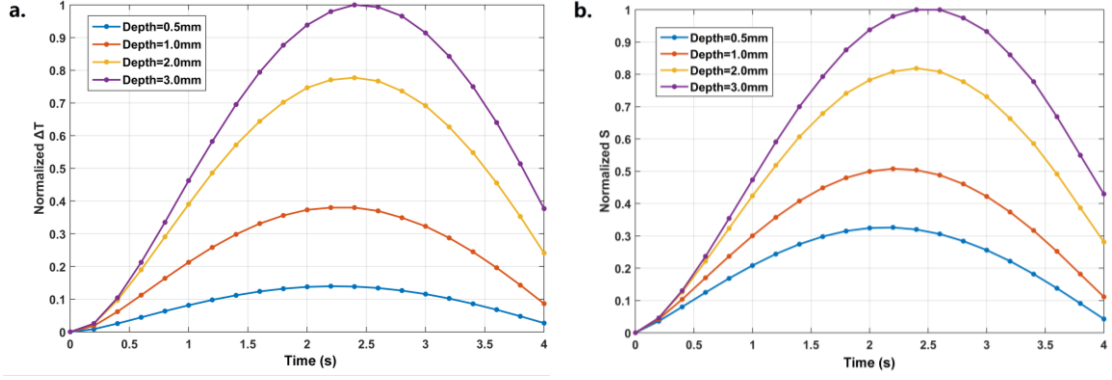 a.
Depth=0.5mm
Depth=1.0mm
Depth=2.0mm
Depth=3.0mm
Normalized ΔT
1
0.9
0.8
0.7
0.6
0.5
0.4
0.3
0.2
0.1
0
0 0.5 1 1.5 2 2.5 3 3.5 4
Time (s)
b.
Depth=0.5mm
Depth=1.0mm
Depth=2.0mm
Depth=3.0mm
Normalized S
1
0.9
0.8
0.7
0.6
0.5
0.4
0.3
0.2
0.1
0
0 0.5 1 1.5 2 2.5 3 3.5 4
Time (s)